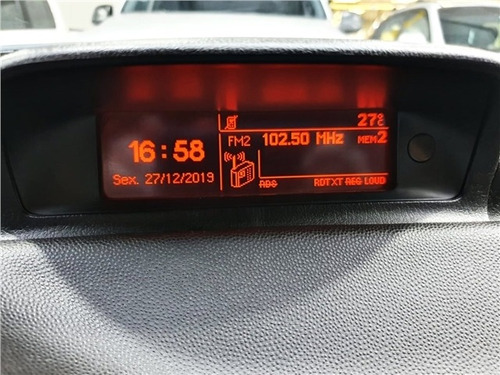 27°C
FM2 102.50 MHz MEM2
16:58
Sex. 27/12/2019
RDTXT REG LOUD